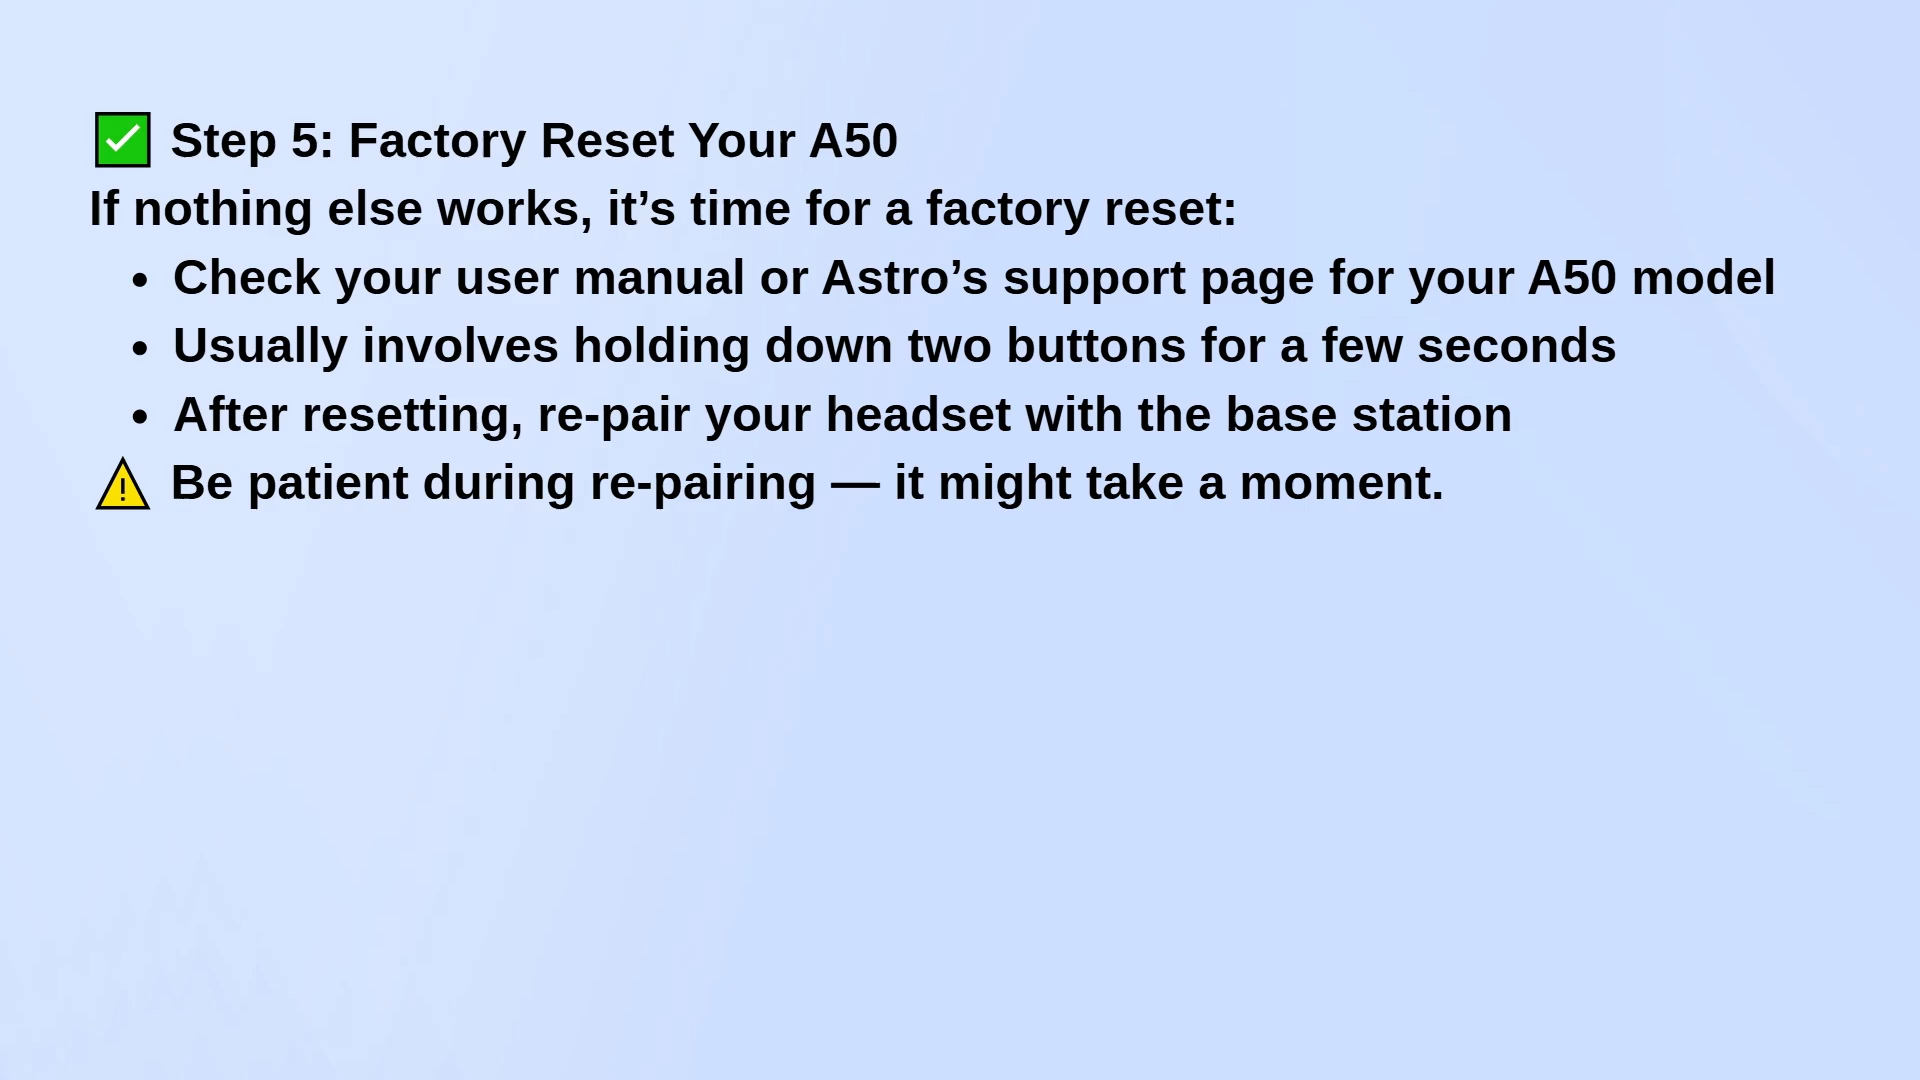 ✅ Step 5: Factory Reset Your A50
If nothing else works, it’s time for a factory reset:
• Check your user manual or Astro’s support page for your A50 model
• Usually involves holding down two buttons for a few seconds
• After resetting, re-pair your headset with the base station
⚠ Be patient during re-pairing — it might take a moment.